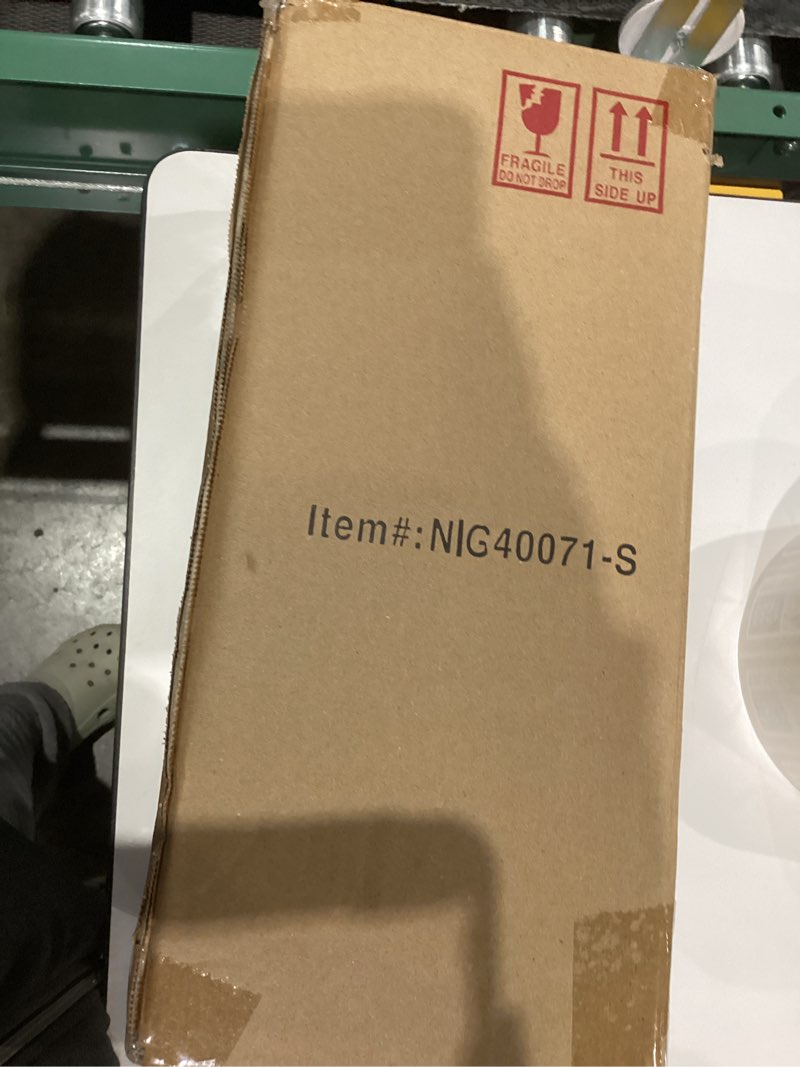 FRAGILE
DO NOT DROP
THIS
SIDE UP
Item#:NIG40071-S